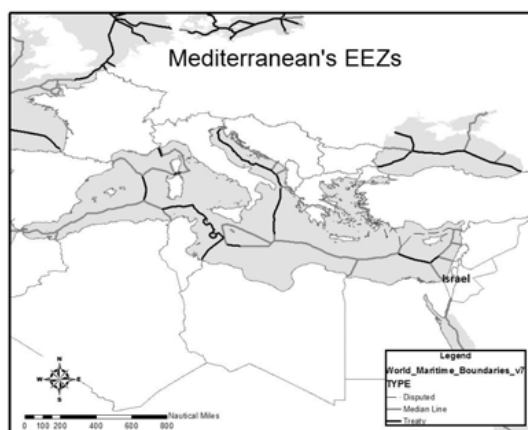 Mediterranean's EEZs
Israel
N
W E
S
Nautical Miles
0 100 200 400 600 800
Legend
World_Maritime_Boundaries_v7
TYPE
Disputed
Median Line
Treaty